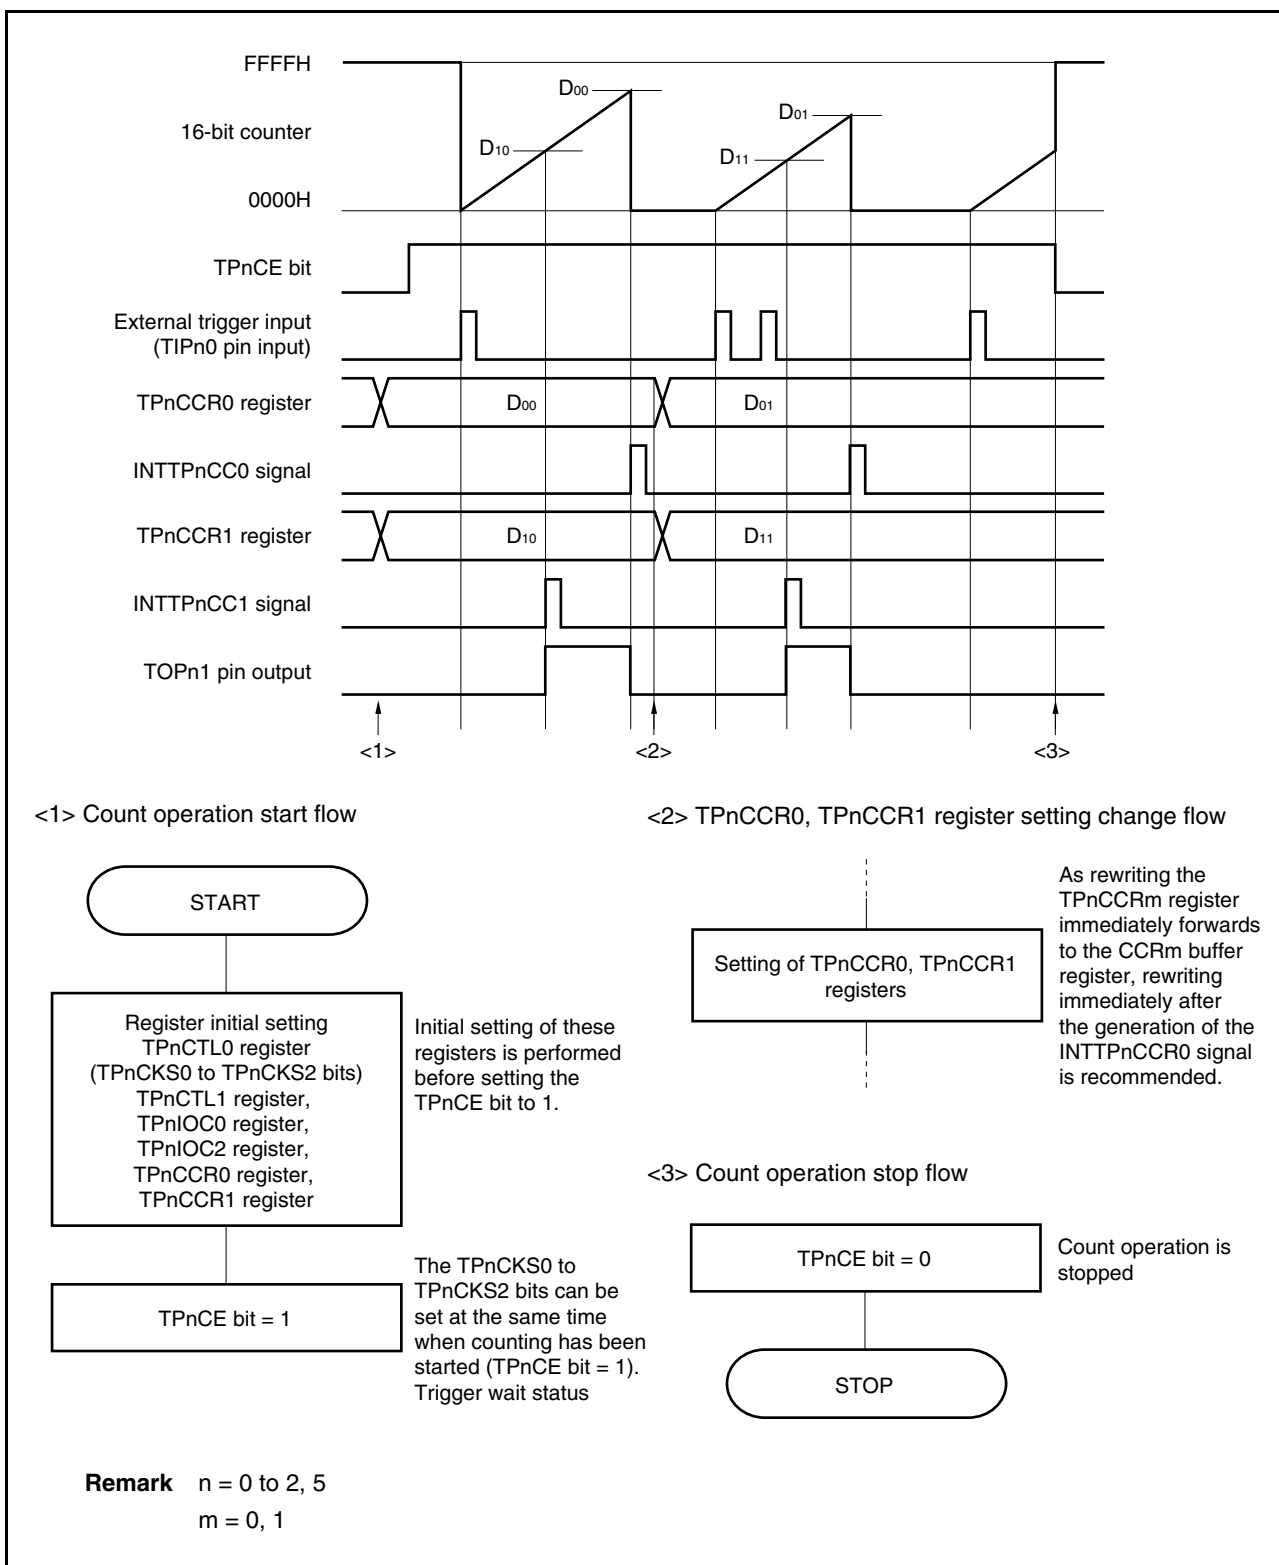 FFFFH
D00
D01
16-bit counter
D10
D11
0000H
TPnCE bit
External trigger input
(TIPn0 pin input)
TPnCCR0 register
D00
D01
INTTPnCC0 signal
TPnCCR1 register
D10
D11
INTTPnCC1 signal
TOPn1 pin output
<1>
<2>
<3>
<1> Count operation start flow
START
Register initial setting
TPnCTL0 register
(TPnCKS0 to TPnCKS2 bits)
TPnCTL1 register,
TPnIOC0 register,
TPnIOC2 register,
TPnCCR0 register,
TPnCCR1 register
Initial setting of these
registers is performed
before setting the
TPnCE bit to 1.
TPnCE bit = 1
The TPnCKS0 to
TPnCKS2 bits can be
set at the same time
when counting has been
started (TPnCE bit = 1).
Trigger wait status
<2> TPnCCR0, TPnCCR1 register setting change flow
Setting of TPnCCR0, TPnCCR1
registers
As rewriting the
TPnCCRm register
immediately forwards
to the CCRm buffer
register, rewriting
immediately after
the generation of the
INTTPnCCR0 signal
is recommended.
<3> Count operation stop flow
TPnCE bit = 0
Count operation is
stopped
STOP
Remark n = 0 to 2, 5
m = 0, 1